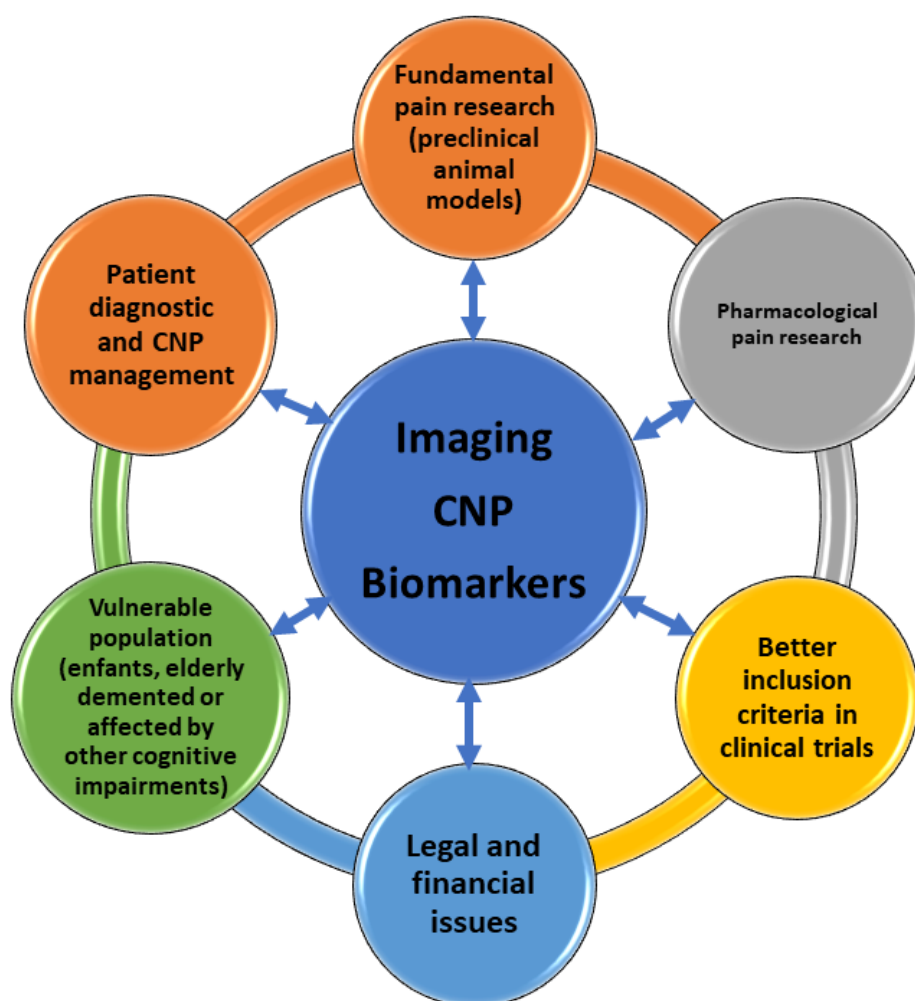 Fundamental
pain research
(preclinical
animal
models)
Patient
diagnostic
and CNP
management
Pharmacological
pain research
Imaging
CNP
Biomarkers
Vulnerable
population
(enfants, elderly
demented or
affected by
other cognitive
impairments)
Better
inclusion
criteria in
clinical trials
Legal and
financial
issues